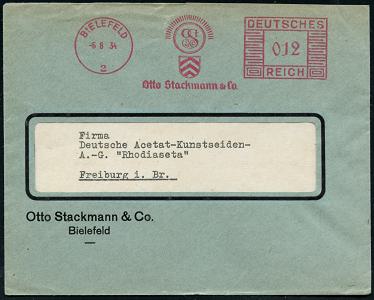 BIELEFELD
-6 8 34
2
Otto Stackmann & Co.
DEUTSCHES
012
REICH
Firma
Deutsche Acetat-Kunstseiden-
A.-G. "Rhodiaseta"
Freiburg i. Br.
Otto Stackmann & Co.
Bielefeld